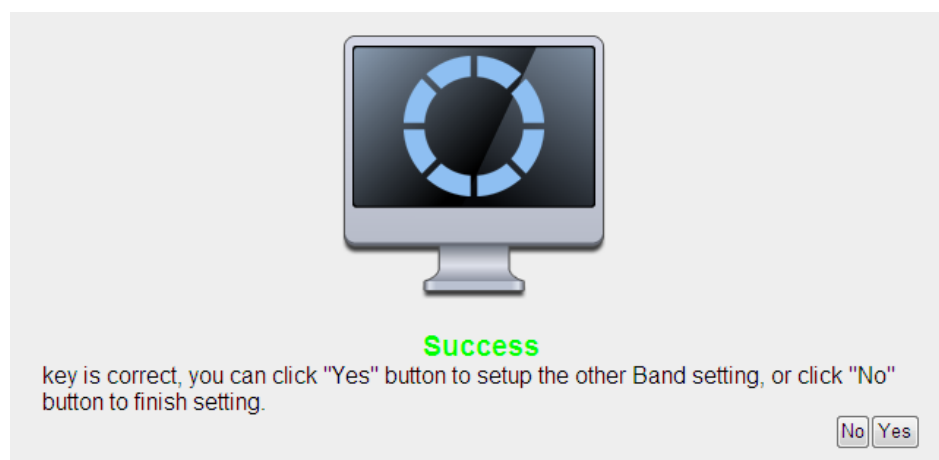 Success
key is correct, you can click "Yes" button to setup the other Band setting, or click "No"
button to finish setting.
No Yes